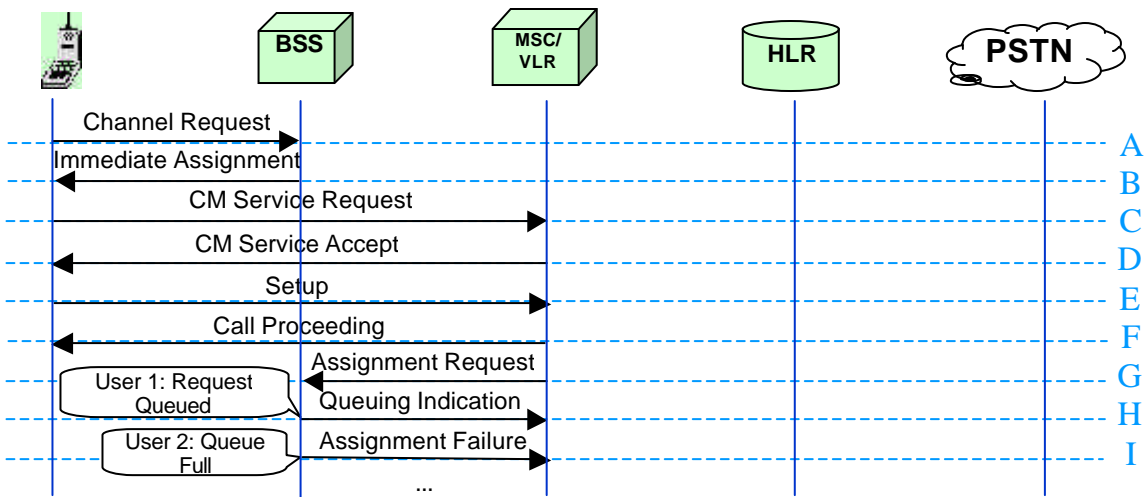 BSS
MSC/
VLR
HLR
PSTN
Channel Request
A
Immediate Assignment
B
CM Service Request
C
CM Service Accept
D
Setup
E
Call Proceeding
F
Assignment Request
G
User 1: Request
Queued
Queuing Indication
H
User 2: Queue
Full
Assignment Failure
I
...